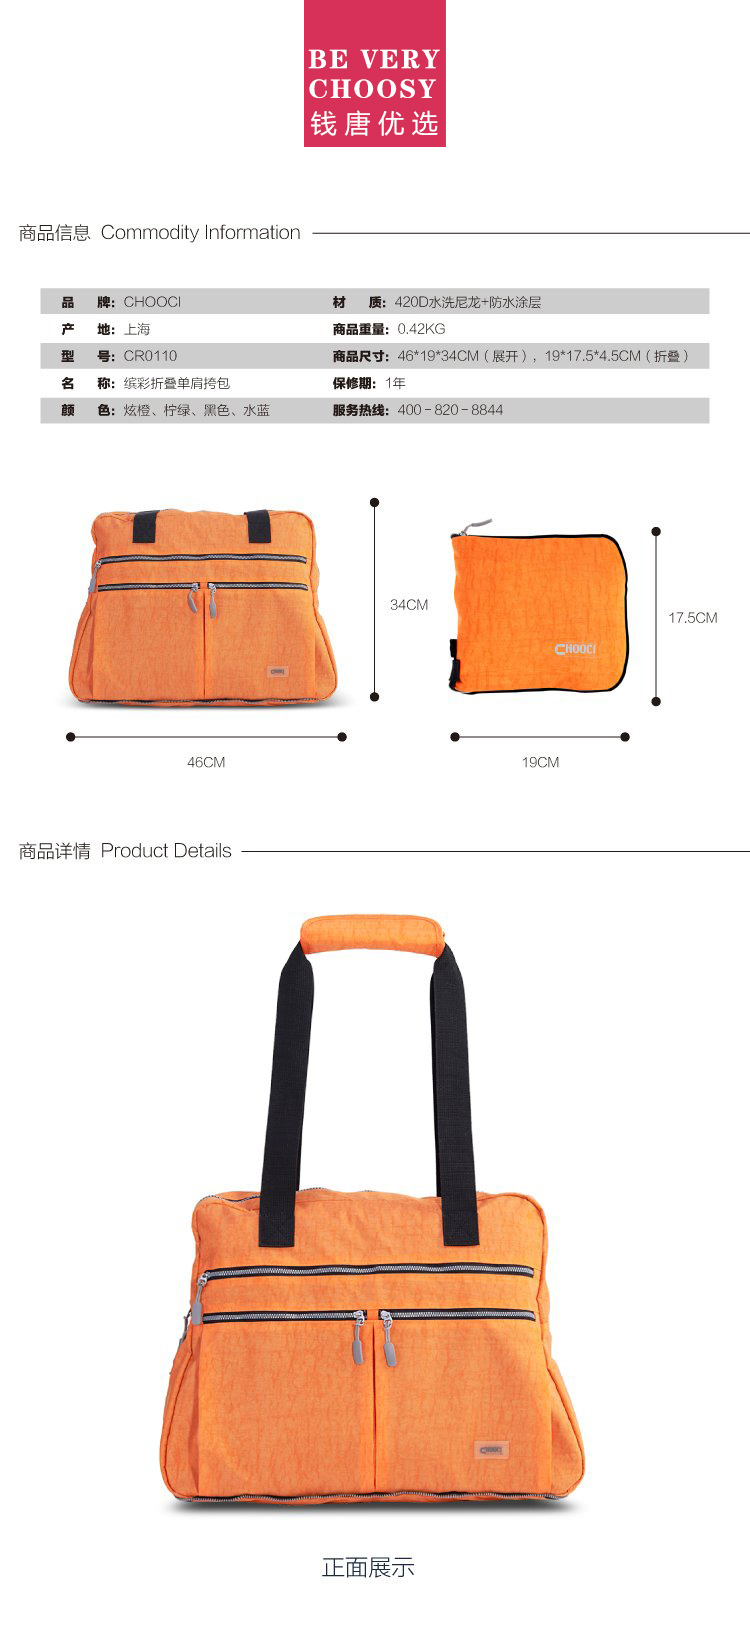 BE VERY
CHOOSY
钱唐优选
商品信息 Commodity Information
品 牌：CHOOCI 材 质：420D水洗尼龙+防水涂层
产 地：上海 商品重量：0.42KG
型 号：CR0110 商品尺寸：46*19*34CM（展开），19*17.5*4.5CM（折叠）
名 称：缤彩折叠单肩挎包 保修期：1年
颜 色：炫橙、柠绿、黑色、水蓝 服务热线：400-820-8844
34CM
17.5CM
CHOOCI
CHOOCI
46CM
19CM
商品详情 Product Details
CHOOCI
正面展示